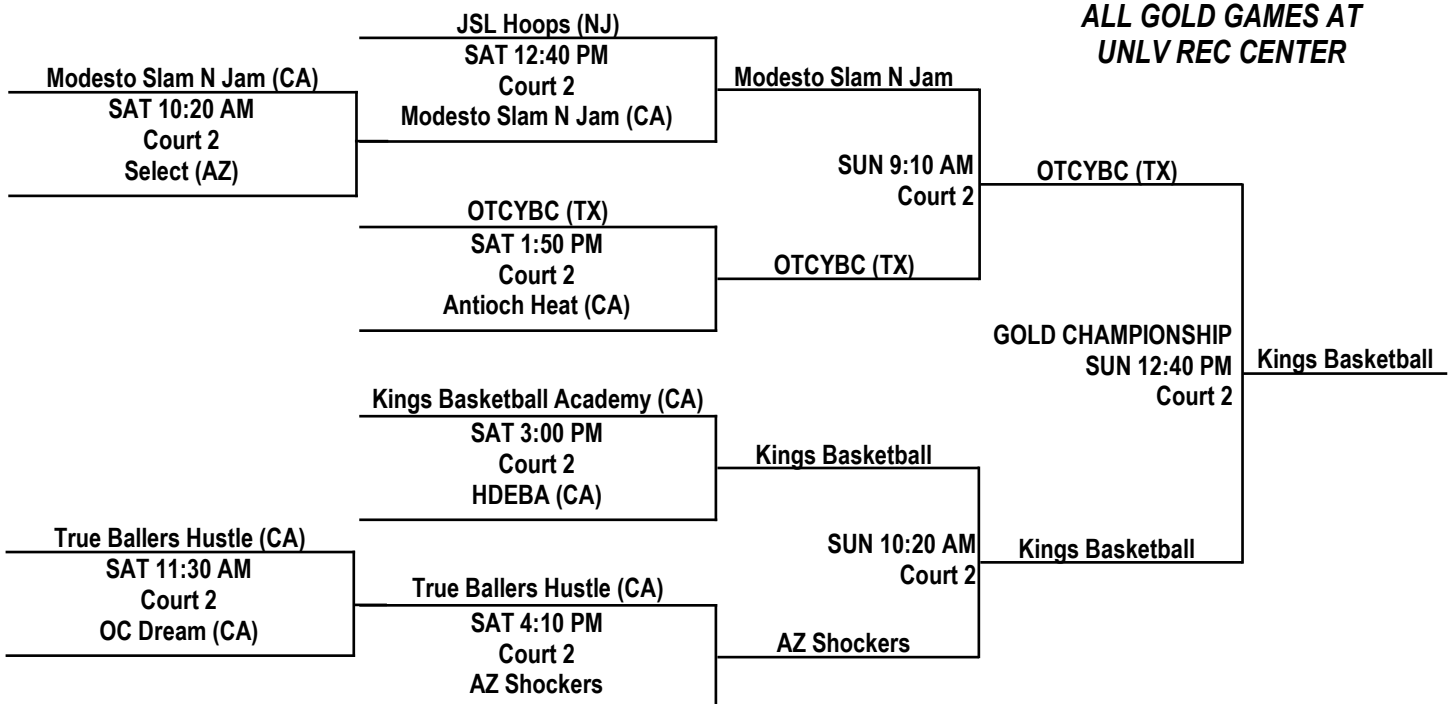 ALL GOLD GAMES AT
UNLV REC CENTER
JSL Hoops (NJ)
SAT 12:40 PM
Court 2
Modesto Slam N Jam (CA)
Modesto Slam N Jam (CA)
SAT 10:20 AM
Court 2
Select (AZ)
Modesto Slam N Jam
SUN 9:10 AM
Court 2
OTCYBC (TX)
OTCYBC (TX)
SAT 1:50 PM
Court 2
Antioch Heat (CA)
OTCYBC (TX)
GOLD CHAMPIONSHIP
SUN 12:40 PM
Court 2
Kings Basketball
Kings Basketball Academy (CA)
SAT 3:00 PM
Court 2
HDEBA (CA)
Kings Basketball
SUN 10:20 AM
Court 2
Kings Basketball
True Ballers Hustle (CA)
SAT 11:30 AM
Court 2
OC Dream (CA)
True Ballers Hustle (CA)
SAT 4:10 PM
Court 2
AZ Shockers
AZ Shockers